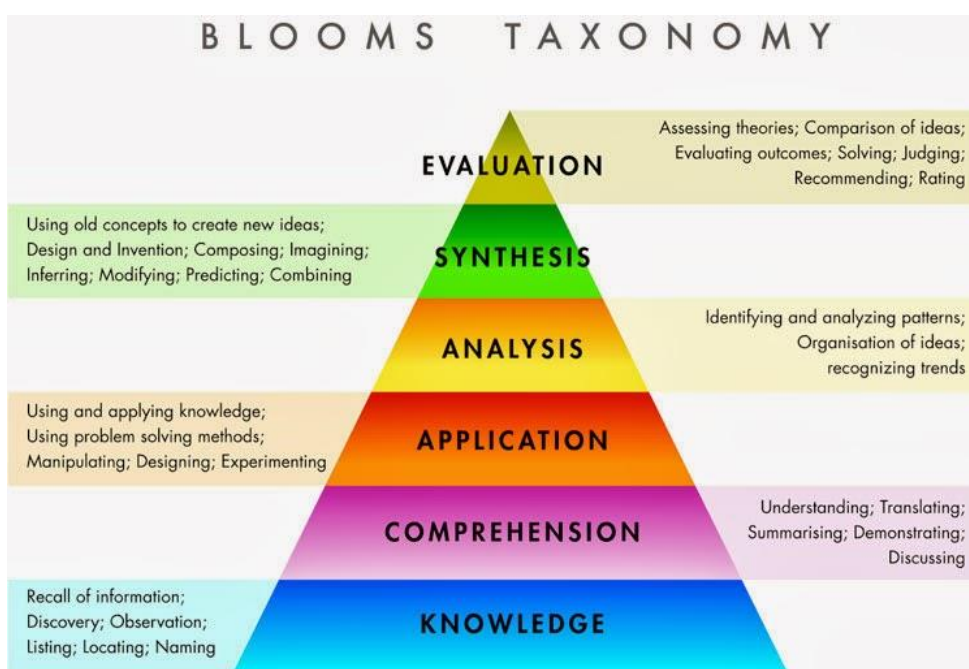 BLOOMS TAXONOMY
EVALUATION
Assessing theories; Comparison of ideas;
Evaluating outcomes; Solving; Judging;
Recommending; Rating
Using old concepts to create new ideas;
Design and Invention; Composing; Imagining;
Inferring; Modifying; Predicting; Combining
SYNTHESIS
ANALYSIS
Identifying and analyzing patterns;
Organisation of ideas;
recognizing trends
Using and applying knowledge;
Using problem solving methods;
Manipulating; Designing; Experimenting
APPLICATION
COMPREHENSION
Understanding; Translating;
Summarising; Demonstrating;
Discussing
Recall of information;
Discovery; Observation;
Listing; Locating; Naming
KNOWLEDGE